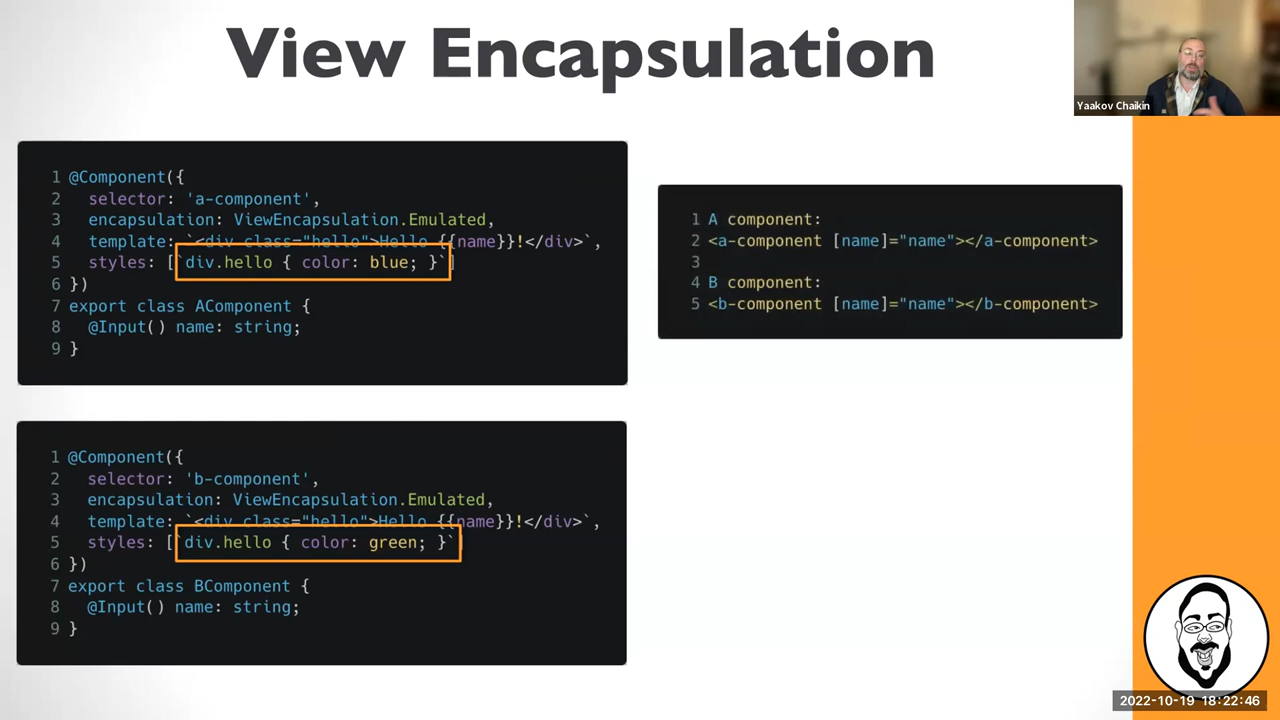 View Encapsulation
Yaakov Chaikin
1 @Component({
2 selector: 'a-component',
3 encapsulation: ViewEncapsulation.Emulated,
4 template: `<div class="hello">Hello {{name}}!</div>`,
5 styles: [`div.hello { color: blue; }`]
6 })
7 export class AComponent {
8 @Input() name: string;
9 }
1 A component:
2 <a-component [name]="name"></a-component>
3
4 B component:
5 <b-component [name]="name"></b-component>
1 @Component({
2 selector: 'b-component',
3 encapsulation: ViewEncapsulation.Emulated,
4 template: `<div class="hello">Hello {{name}}!</div>`,
5 styles: [`div.hello { color: green; }`
6 })
7 export class BComponent {
8 @Input() name: string;
9 }
2022-10-19 18:22:46